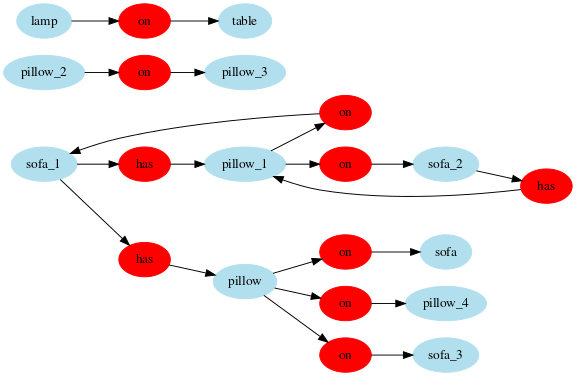 lamp on table
pillow_2 on pillow_3
on
sofa_1 has pillow_1 on sofa_2
has
has pillow on sofa
on pillow_4
on sofa_3